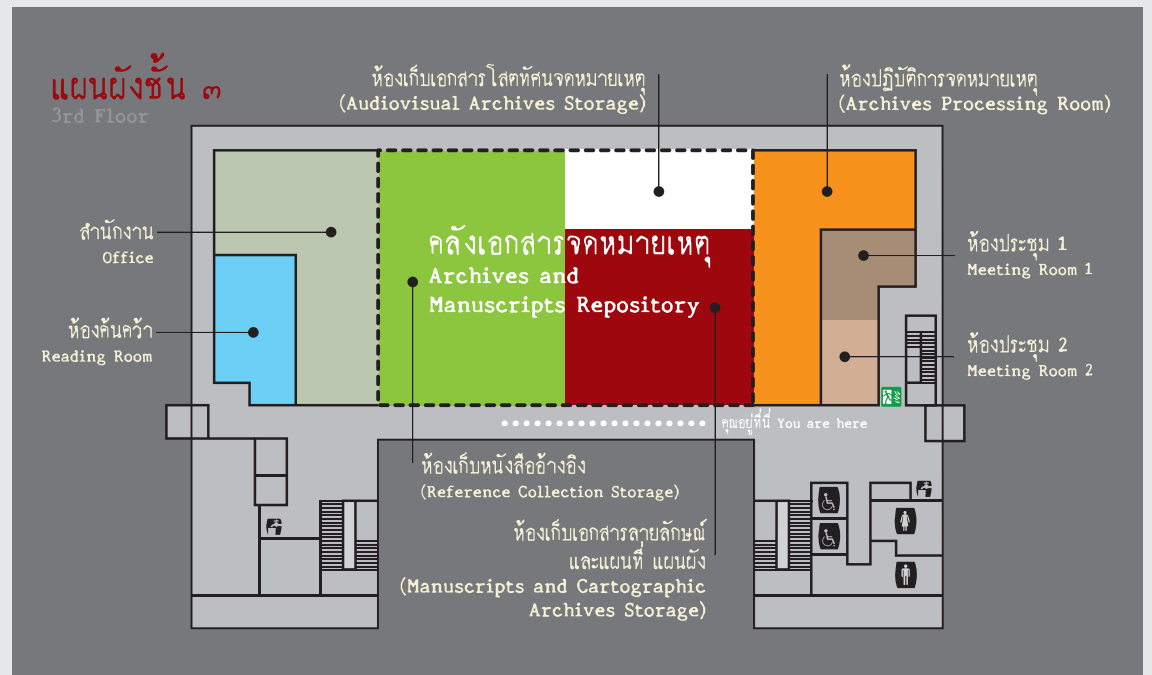 แผนผังชั้น ๓
3rd Floor
ห้องเก็บเอกสารโสตทัศนจดหมายเหตุ
(Audiovisual Archives Storage)
ห้องปฏิบัติการจดหมายเหตุ
(Archives Processing Room)
สำนักงาน
Office
ห้องค้นคว้า
Reading Room
คลังเอกสารจดหมายเหตุ
Archives and
Manuscripts Repository
ห้องประชุม 1
Meeting Room 1
ห้องประชุม 2
Meeting Room 2
คุณอยู่ที่นี่ You are here
ห้องเก็บหนังสืออ้างอิง
(Reference Collection Storage)
ห้องเก็บเอกสารลายลักษณ์
และแผนที่ แผนผัง
(Manuscripts and Cartographic
Archives Storage)